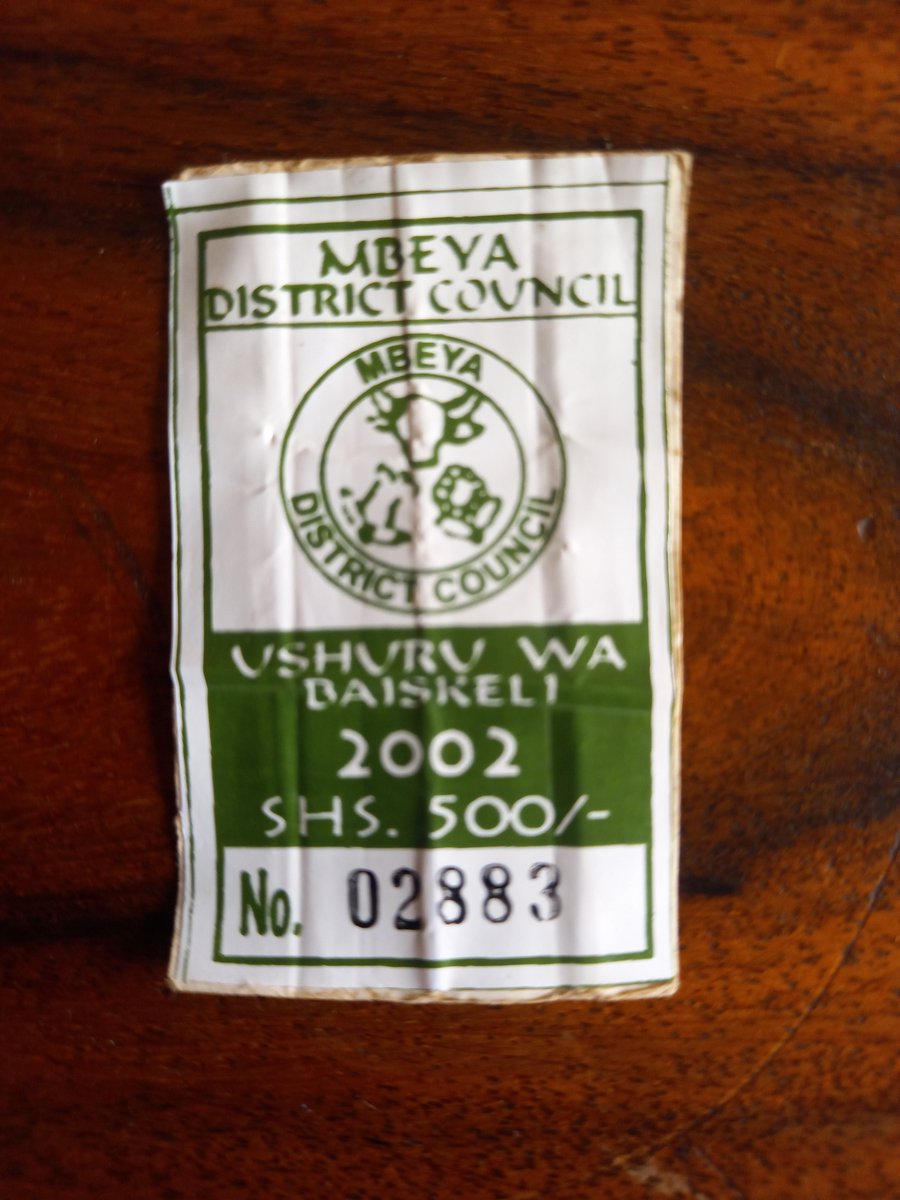 MBEYA
DISTRICT COUNCIL
MBEYA
DISTRICT COUNCIL
USHURU WA
BAISKELI
2002
SHS. 500/-
No. 02883